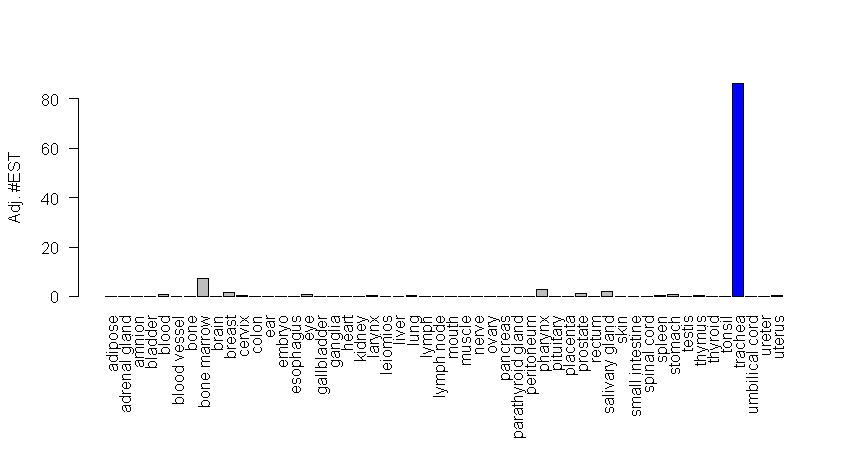 Adj. #EST
80
60
40
20
0
adipose
adrenal gland
amnion
bladder
blood
blood vessel
bone
bone marrow
brain
breast
cervix
colon
ear
embryo
esophagus
eye
gallbladder
ganglia
heart
kidney
larynx
leiomios
liver
lung
lymph
lymph node
mouth
muscle
nerve
ovary
pancreas
parathyroid gland
peritoneum
pharynx
pituitary
placenta
prostate
rectum
salivary gland
skin
small intestine
spinal cord
spleen
stomach
testis
thymus
thyroid
tonsil
trachea
umbilical cord
ureter
uterus